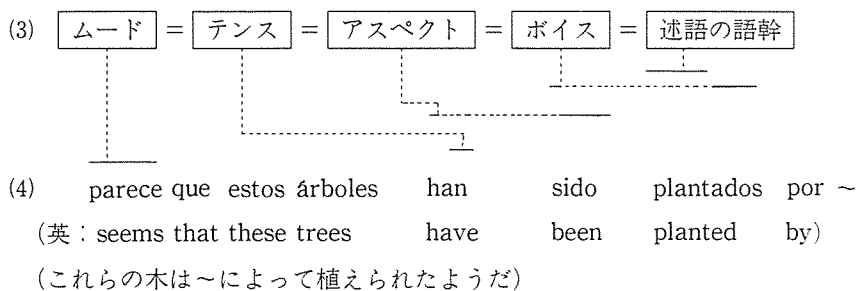 (3) ムード = テンス = アスペクト = ボイス = 述語の語幹
(4) parece que estos árboles han sido plantados por ~
(英：seems that these trees have been planted by)
(これらの木は~によって植えられたようだ)